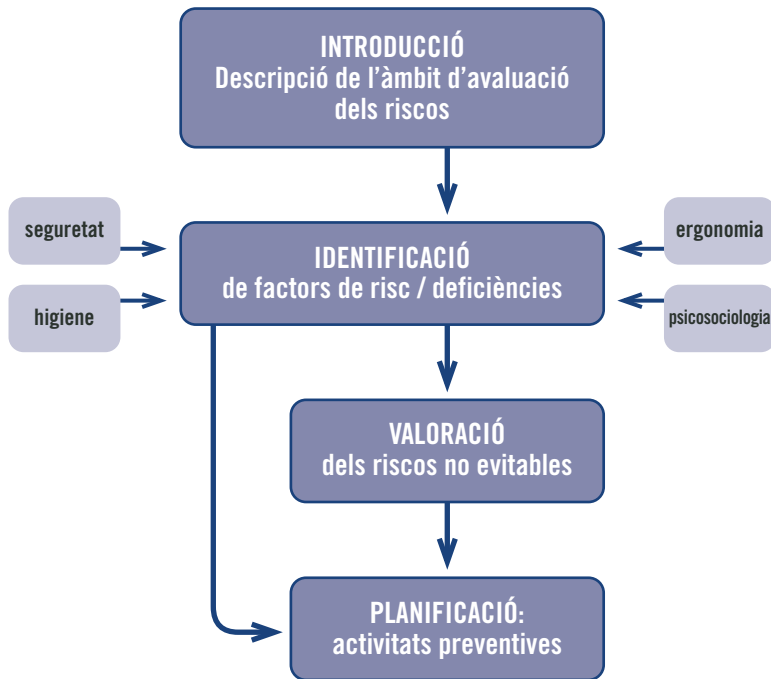 INTRODUCCIÓ
Descripció de l’àmbit d’avaluació
dels riscos
seguretat
higiene
IDENTIFICACIÓ
de factors de risc / deficiències
ergonomia
psicosociologia
VALORACIÓ
dels riscos no evitables
PLANIFICACIÓ:
activitats preventives